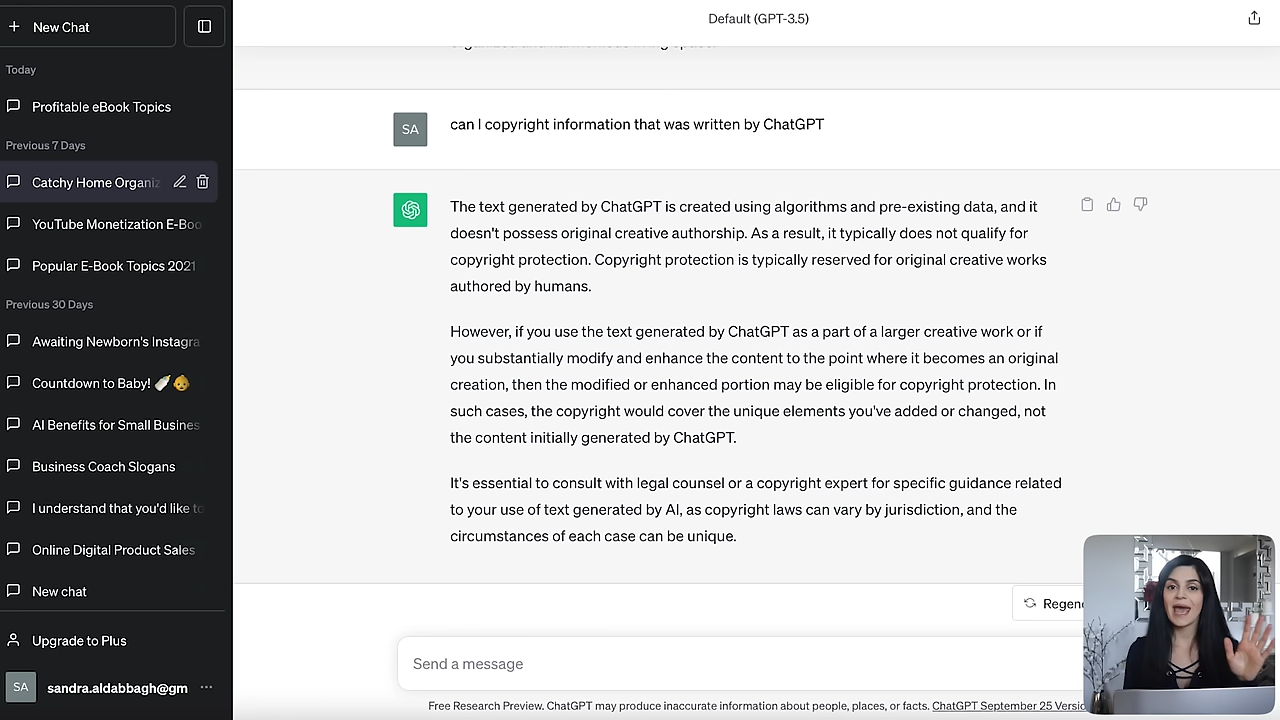 New Chat
Today
Profitable eBook Topics
Previous 7 Days
Catchy Home Organiz
YouTube Monetization E-Boo
Popular E-Book Topics 2021
Previous 30 Days
Awaiting Newborn's Instagra
Countdown to Baby! 🍼👶
AI Benefits for Small Business
Business Coach Slogans
I understand that you'd like to
Online Digital Product Sales
New chat
Upgrade to Plus
SA sandra.aldabbagh@gm ...
Default (GPT-3.5)
SA can I copyright information that was written by ChatGPT
The text generated by ChatGPT is created using algorithms and pre-existing data, and it
doesn't possess original creative authorship. As a result, it typically does not qualify for
copyright protection. Copyright protection is typically reserved for original creative works
authored by humans.
However, if you use the text generated by ChatGPT as a part of a larger creative work or if
you substantially modify and enhance the content to the point where it becomes an original
creation, then the modified or enhanced portion may be eligible for copyright protection. In
such cases, the copyright would cover the unique elements you've added or changed, not
the content initially generated by ChatGPT.
It's essential to consult with legal counsel or a copyright expert for specific guidance related
to your use of text generated by AI, as copyright laws can vary by jurisdiction, and the
circumstances of each case can be unique.
Regen
Send a message
Free Research Preview. ChatGPT may produce inaccurate information about people, places, or facts. ChatGPT September 25 Versio